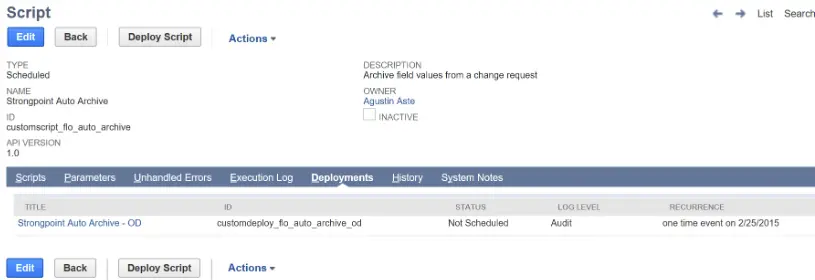 Script
List Search
Edit Back Deploy Script Actions
TYPE
Scheduled
NAME
Strongpoint Auto Archive
ID
customscript_flo_auto_archive
API VERSION
1.0
DESCRIPTION
Archive field values from a change request
OWNER
Agustin Aste
INACTIVE
Scripts Parameters Unhandled Errors Execution Log Deployments History System Notes
TITLE ID STATUS LOG LEVEL RECURRENCE
Strongpoint Auto Archive - OD customdeploy_flo_auto_archive_od Not Scheduled Audit one time event on 2/25/2015
Edit Back Deploy Script Actions